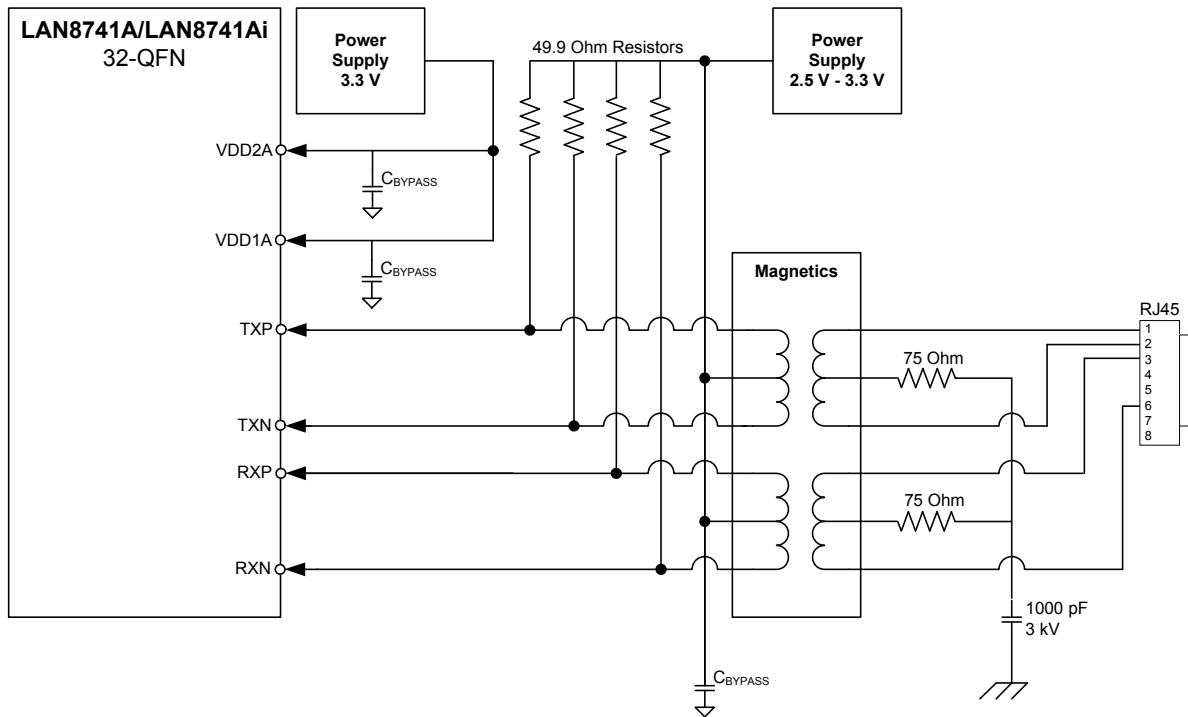 LAN8741A/LAN8741Ai
32-QFN
Power
Supply
3.3 V
49.9 Ohm Resistors
Power
Supply
2.5 V - 3.3 V
VDD2A
CBYPASS
VDD1A
CBYPASS
Magnetics
TXP
RJ45
1
2
3
4
5
6
7
8
75 Ohm
TXN
RXP
75 Ohm
RXN
1000 pF
3 kV
CBYPASS